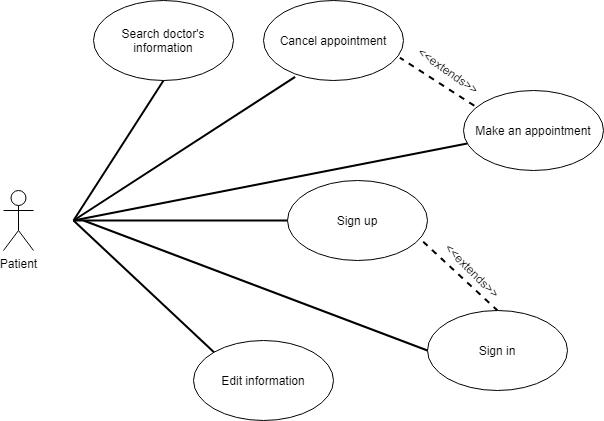 Search doctor's
information
Cancel appointment
<<extends>>
Make an appointment
Sign up
<<extends>>
Patient
Sign in
Edit information